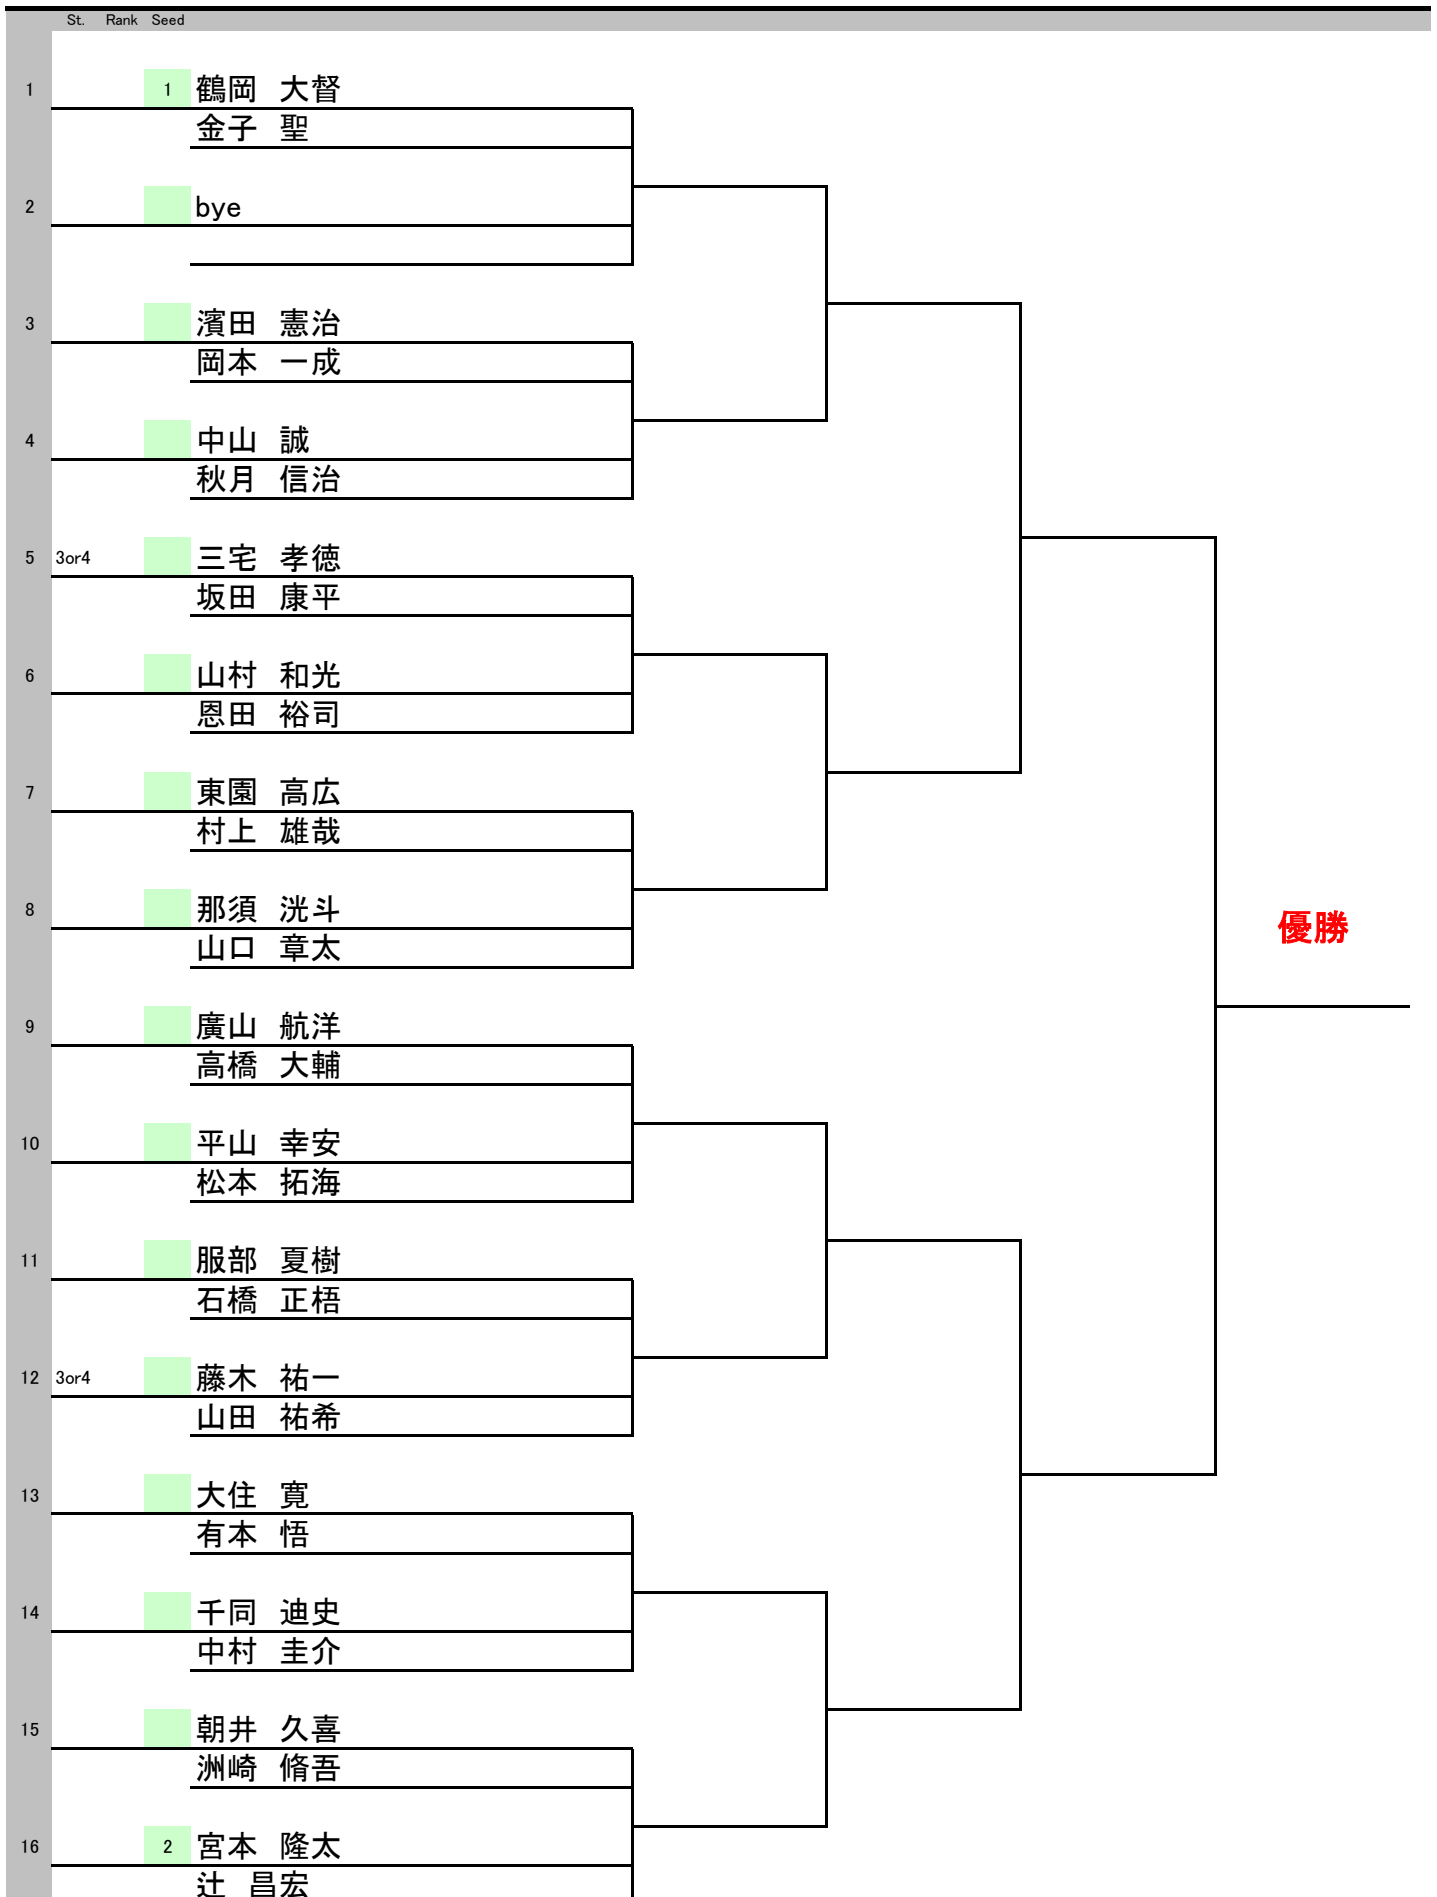 St. Rank Seed
1 1 鶴岡 大督
金子 聖
2 bye
3 濱田 憲治
岡本 一成
4 中山 誠
秋月 信治
5 3or4 三宅 孝徳
坂田 康平
6 山村 和光
恩田 裕司
7 東園 高広
村上 雄哉
8 那須 洸斗
山口 章太
優勝
9 廣山 航洋
高橋 大輔
10 平山 幸安
松本 拓海
11 服部 夏樹
石橋 正梧
12 3or4 藤木 祐一
山田 祐希
13 大住 寛
有本 悟
14 千同 迪史
中村 圭介
15 朝井 久喜
洲崎 脩吾
16 2 宮本 隆太
辻 昌宏